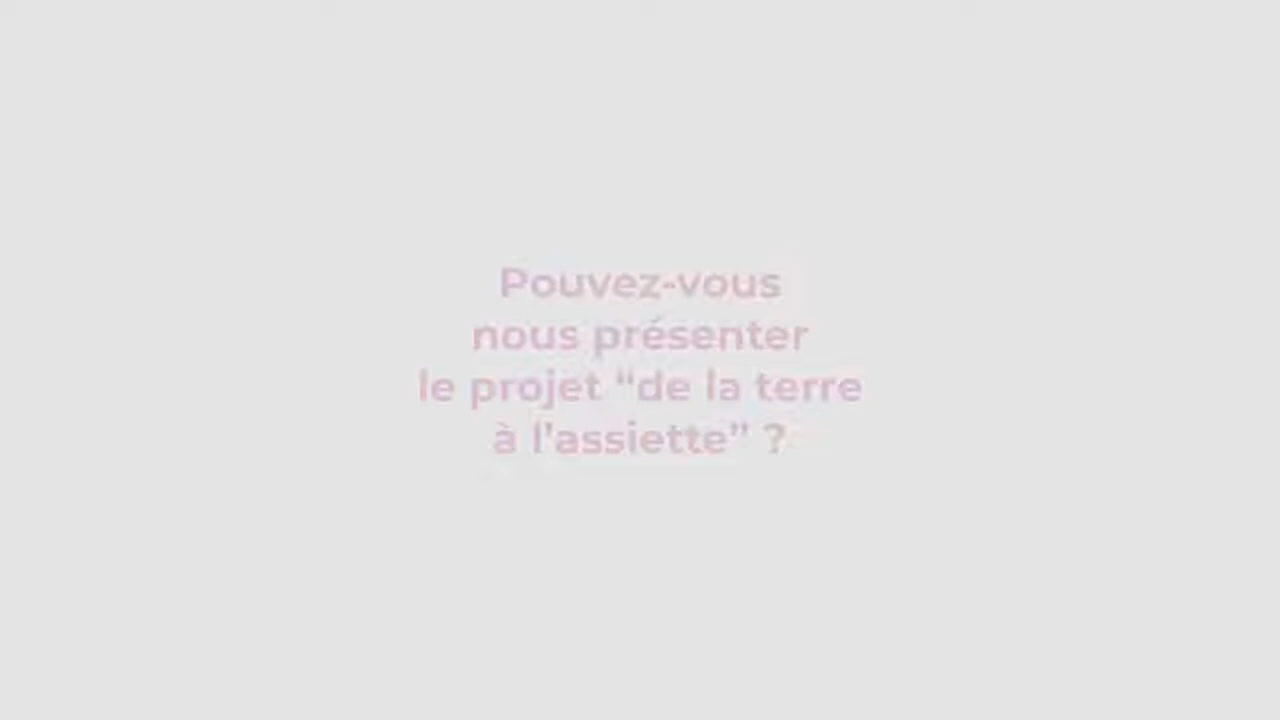 Pouvez-vous
nous présenter
le projet “de la terre
à l'assiette” ?